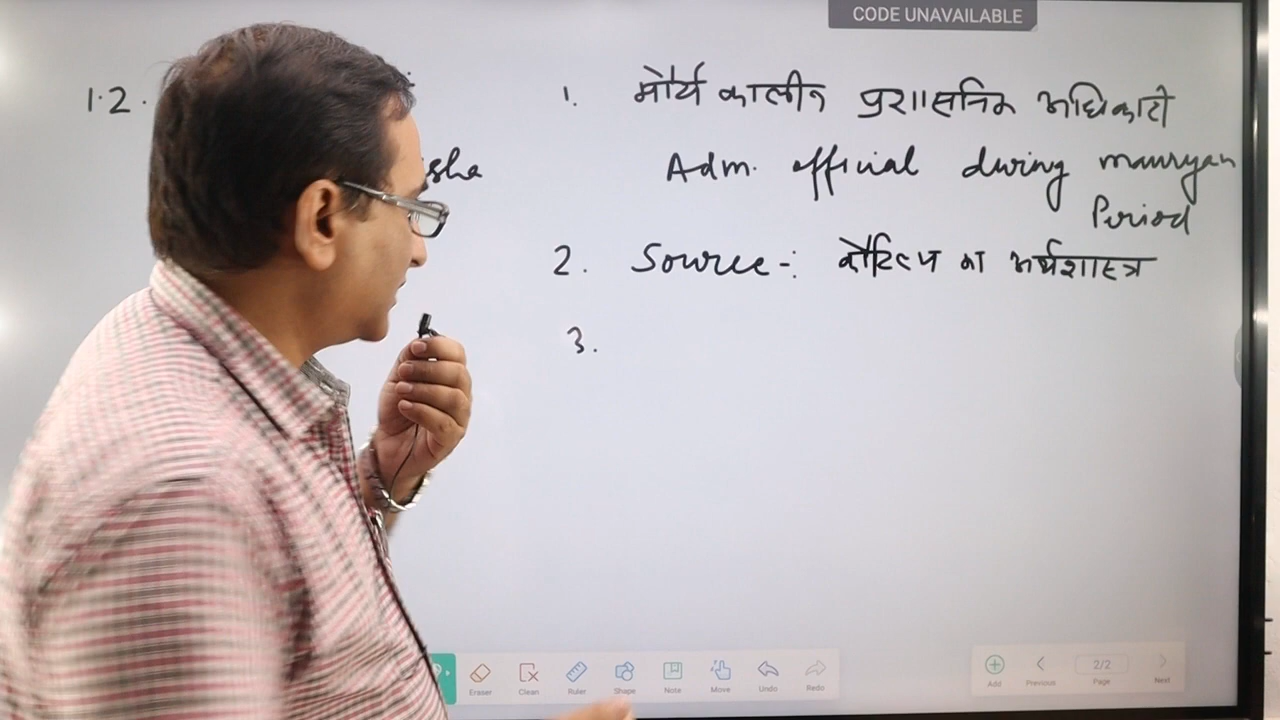 CODE UNAVAILABLE
1.2.
sha
1. मौर्य कालीन प्रशासनिक अधिकारी
Adm. official during mauryan
Period
2. Source -: कौटिल्य का अर्थशास्त्र
3.
Eraser Clean Ruler Shape Note Move Undo Redo
Add Previous 2/2 Page Next